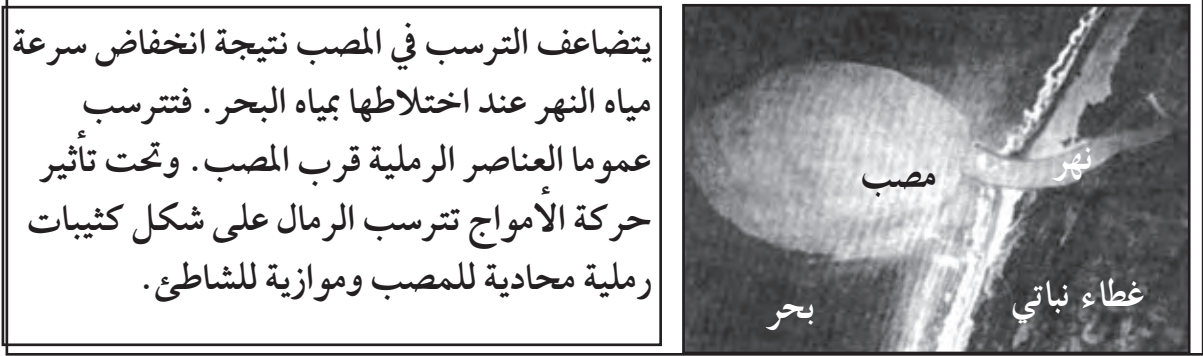 يتضاعف الترسب في المصب نتيجة انخفاض سرعة
مياه النهر عند اختلاطها بمياه البحر. فتترسب
عموما العناصر الرملية قرب المصب. وتحت تأثير
حركة الأمواج تترسب الرمال على شكل كثيبات
رملية محادية للمصب وموازية للشاطئ.
نهر
مصب
غطاء نباتي
بحر